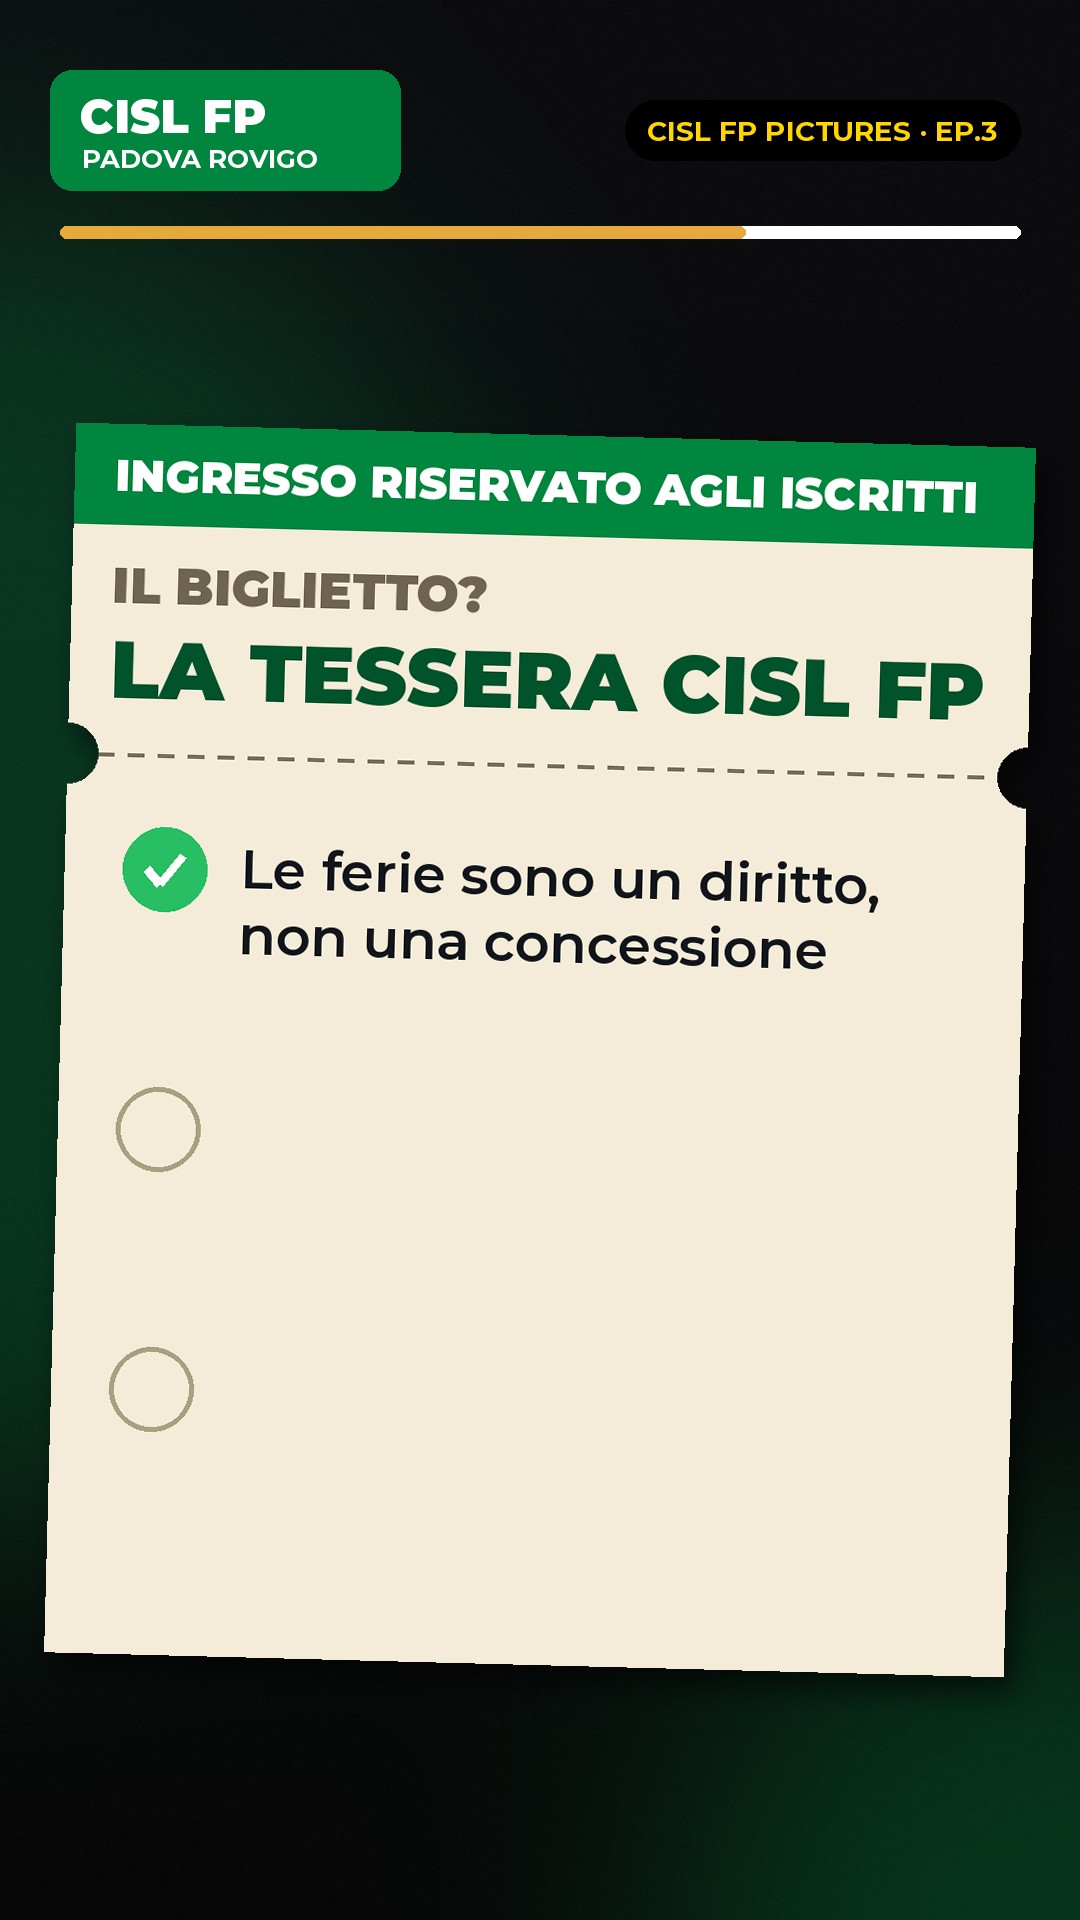 CISL FP
PADOVA ROVIGO
CISL FP PICTURES · EP.3
INGRESSO RISERVATO AGLI ISCRITTI
IL BIGLIETTO?
LA TESSERA CISL FP
Le ferie sono un diritto,
non una concessione